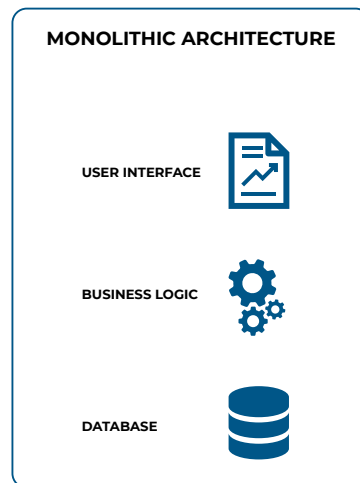 MONOLITHIC ARCHITECTURE
USER INTERFACE
BUSINESS LOGIC
DATABASE